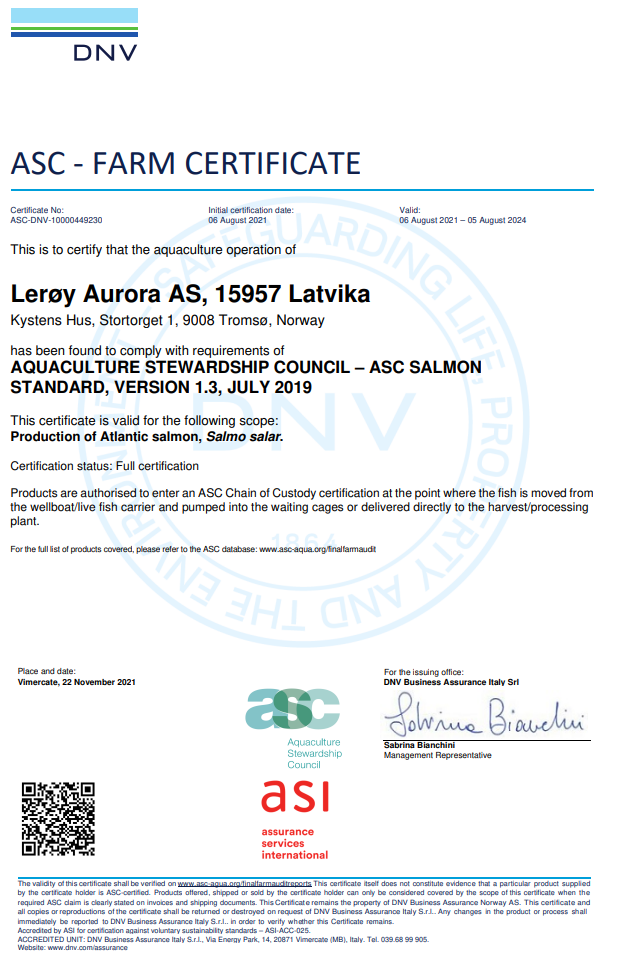 DNV
ASC - FARM CERTIFICATE
Certificate No:
ASC-DNV-10000449230
Initial certification date:
06 August 2021
Valid:
06 August 2021 – 05 August 2024
This is to certify that the aquaculture operation of
Lerøy Aurora AS, 15957 Latvika
Kystens Hus, Stortorget 1, 9008 Tromsø, Norway
has been found to comply with requirements of
AQUACULTURE STEWARDSHIP COUNCIL – ASC SALMON
STANDARD, VERSION 1.3, JULY 2019
This certificate is valid for the following scope:
Production of Atlantic salmon, Salmo salar.
Certification status: Full certification
Products are authorised to enter an ASC Chain of Custody certification at the point where the fish is moved from
the wellboat/live fish carrier and pumped into the waiting cages or delivered directly to the harvest/processing
plant.
For the full list of products covered, please refer to the ASC database: www.asc-aqua.org/finalfarmaudit
SAFEGUARDING LIFE, PROPERTY AND THE ENVIRONMENT
DNV
1864
Place and date:
Vimercate, 22 November 2021
For the issuing office:
DNV Business Assurance Italy Srl
asc
Aquaculture
Stewardship
Council
Sabrina Bianchini
Sabrina Bianchini
Management Representative
asi
assurance
services
international
The validity of this certificate shall be verified on www.asc-aqua.org/finalfarmauditreports This certificate itself does not constitute evidence that a particular product supplied
by the certificate holder is ASC-certified. Products offered, shipped or sold by the certificate holder can only be considered covered by the scope of this certificate when the
required ASC claim is clearly stated on invoices and shipping documents. This Certificate remains the property of DNV Business Assurance Norway AS. This certificate and
all copies or reproductions of the certificate shall be returned or destroyed on request of DNV Business Assurance Italy S.r.l.. Any changes in the product or process shall
immediately be reported to DNV Business Assurance Italy S.r.l.. in order to verify whether this Certificate remains.
Accredited by ASI for certification against voluntary sustainability standards – ASI-ACC-025.
ACCREDITED UNIT: DNV Business Assurance Italy S.r.l., Via Energy Park, 14, 20871 Vimercate (MB), Italy. Tel. 039.68 99 905.
Website: www.dnv.com/assurance